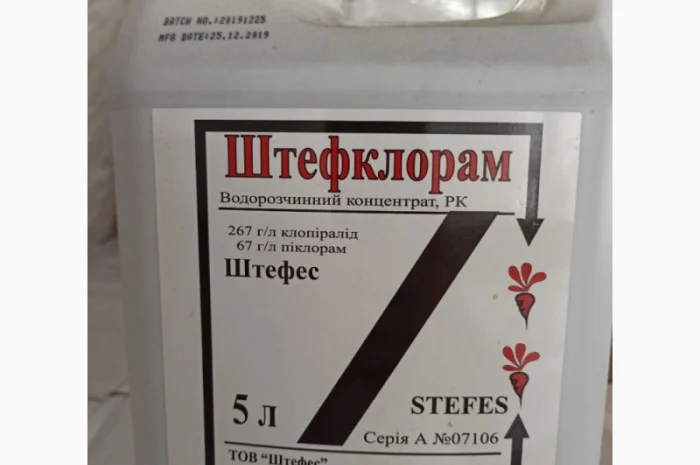 BATCH NO.:20191225
MFG DATE:25.12.2019
Штефклорам
Водорозчинний концентрат, РК
267 г/л клопіралід
67 г/л піклорам
Штефес
5 л
STEFES
Серія А №07106
ТОВ "Штефес"